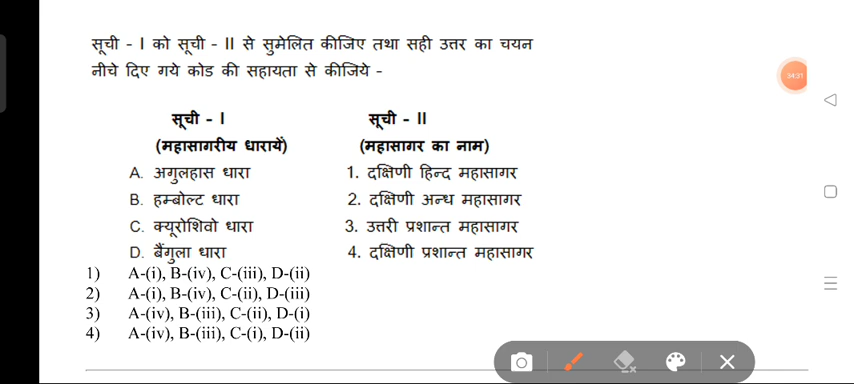 सूची - I को सूची - II से सुमेलित कीजिए तथा सही उत्तर का चयन
नीचे दिए गये कोड की सहायता से कीजिये -
सूची - I सूची - II
(महासागरीय धारायें) (महासागर का नाम)
A. अगुलहास धारा 1. दक्षिणी हिन्द महासागर
B. हम्बोल्ट धारा 2. दक्षिणी अन्ध महासागर
C. क्यूरोशिवो धारा 3. उत्तरी प्रशान्त महासागर
D. बैंगुला धारा 4. दक्षिणी प्रशान्त महासागर
1) A-(i), B-(iv), C-(iii), D-(ii)
2) A-(i), B-(iv), C-(ii), D-(iii)
3) A-(iv), B-(iii), C-(ii), D-(i)
4) A-(iv), B-(iii), C-(i), D-(ii)
04:31